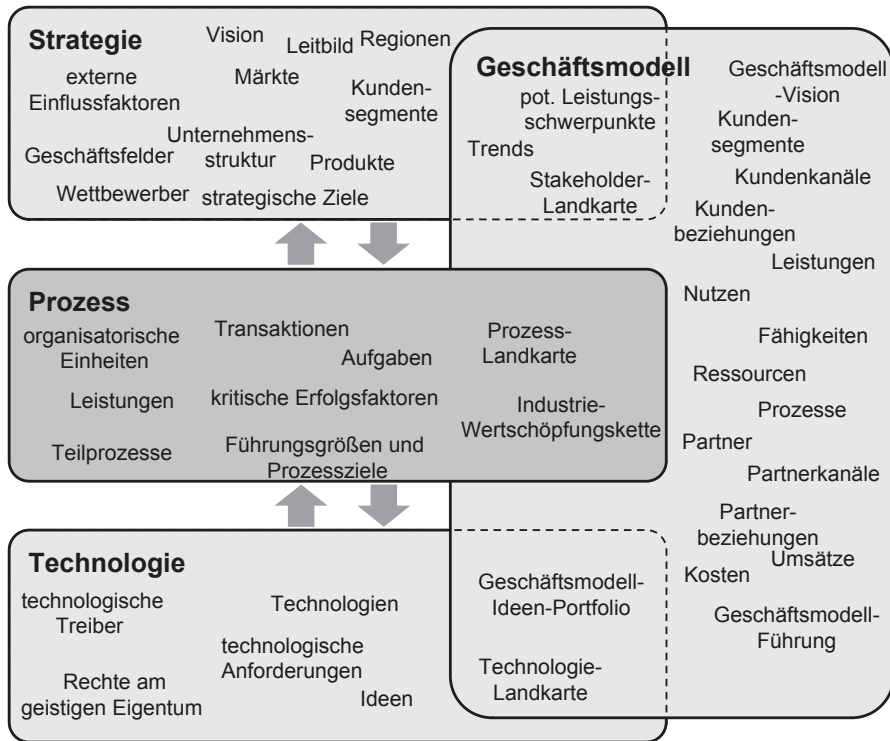 Strategie
Vision
Leitbild
Regionen
externe
Einflussfaktoren
Märkte
Kunden-
segmente
Unternehmens-
struktur
Geschäftsfelder
Produkte
Wettbewerber
strategische Ziele
Geschäftsmodell
pot. Leistungs-
schwerpunkte
Trends
Stakeholder-
Landkarte
Geschäftsmodell
-Vision
Kunden-
segmente
Kundenkanäle
Kunden-
beziehungen
Leistungen
Nutzen
Fähigkeiten
Ressourcen
Prozesse
Partner
Partnerkanäle
Partner-
beziehungen
Umsätze
Kosten
Geschäftsmodell-
Führung
Prozess
organisatorische
Einheiten
Transaktionen
Aufgaben
Prozess-
Landkarte
Leistungen
kritische Erfolgsfaktoren
Industrie-
Wertschöpfungskette
Teilprozesse
Führungsgrößen und
Prozessziele
Technologie
technologische
Treiber
Technologien
technologische
Anforderungen
Rechte am
geistigen Eigentum
Ideen
Geschäftsmodell-
Ideen-Portfolio
Technologie-
Landkarte